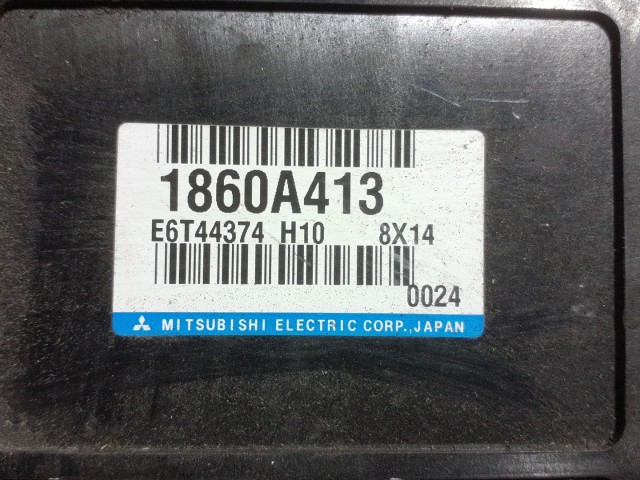 1860A413
E6T44374 H10 8X14
0024
MITSUBISHI ELECTRIC CORP., JAPAN